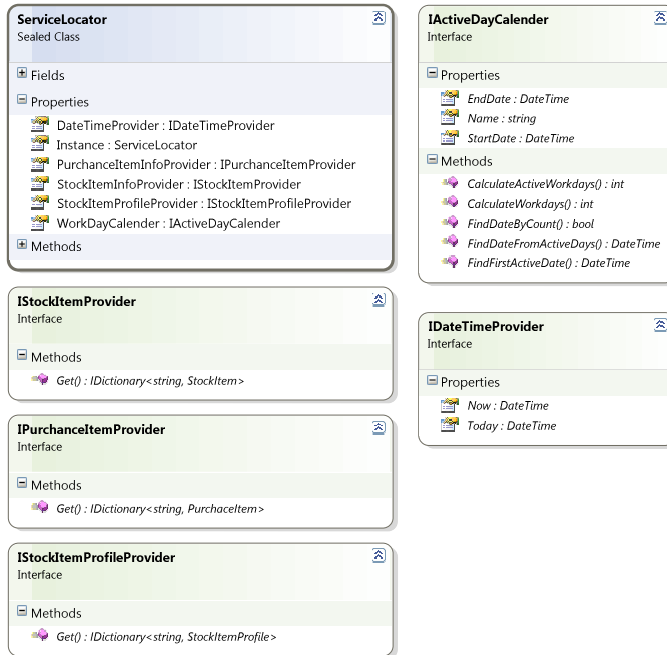 ServiceLocator
Sealed Class
Fields
Properties
DateTimeProvider : IDateTimeProvider
Instance : ServiceLocator
PurchanceItemInfoProvider : IPurchanceItemProvider
StockItemInfoProvider : IStockItemProvider
StockItemProfileProvider : IStockItemProfileProvider
WorkDayCalender : IActiveDayCalender
Methods
IStockItemProvider
Interface
Methods
Get() : IDictionary<string, StockItem>
IPurchanceItemProvider
Interface
Methods
Get() : IDictionary<string, PurchaceItem>
IStockItemProfileProvider
Interface
Methods
Get() : IDictionary<string, StockItemProfile>
IActiveDayCalender
Interface
Properties
EndDate : DateTime
Name : string
StartDate : DateTime
Methods
CalculateActiveWorkdays() : int
CalculateWorkdays() : int
FindDateByCount() : bool
FindDateFromActiveDays() : DateTime
FindFirstActiveDate() : DateTime
IDateTimeProvider
Interface
Properties
Now : DateTime
Today : DateTime